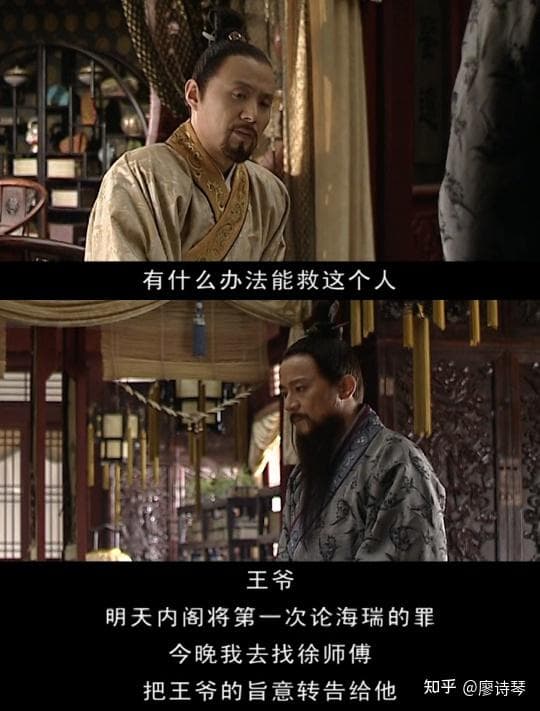 有什么办法能救这个人
王爷
明天内阁将第一次论海瑞的罪
今晚我去找徐师傅
把王爷的旨意转告给他
知乎 @廖诗琴